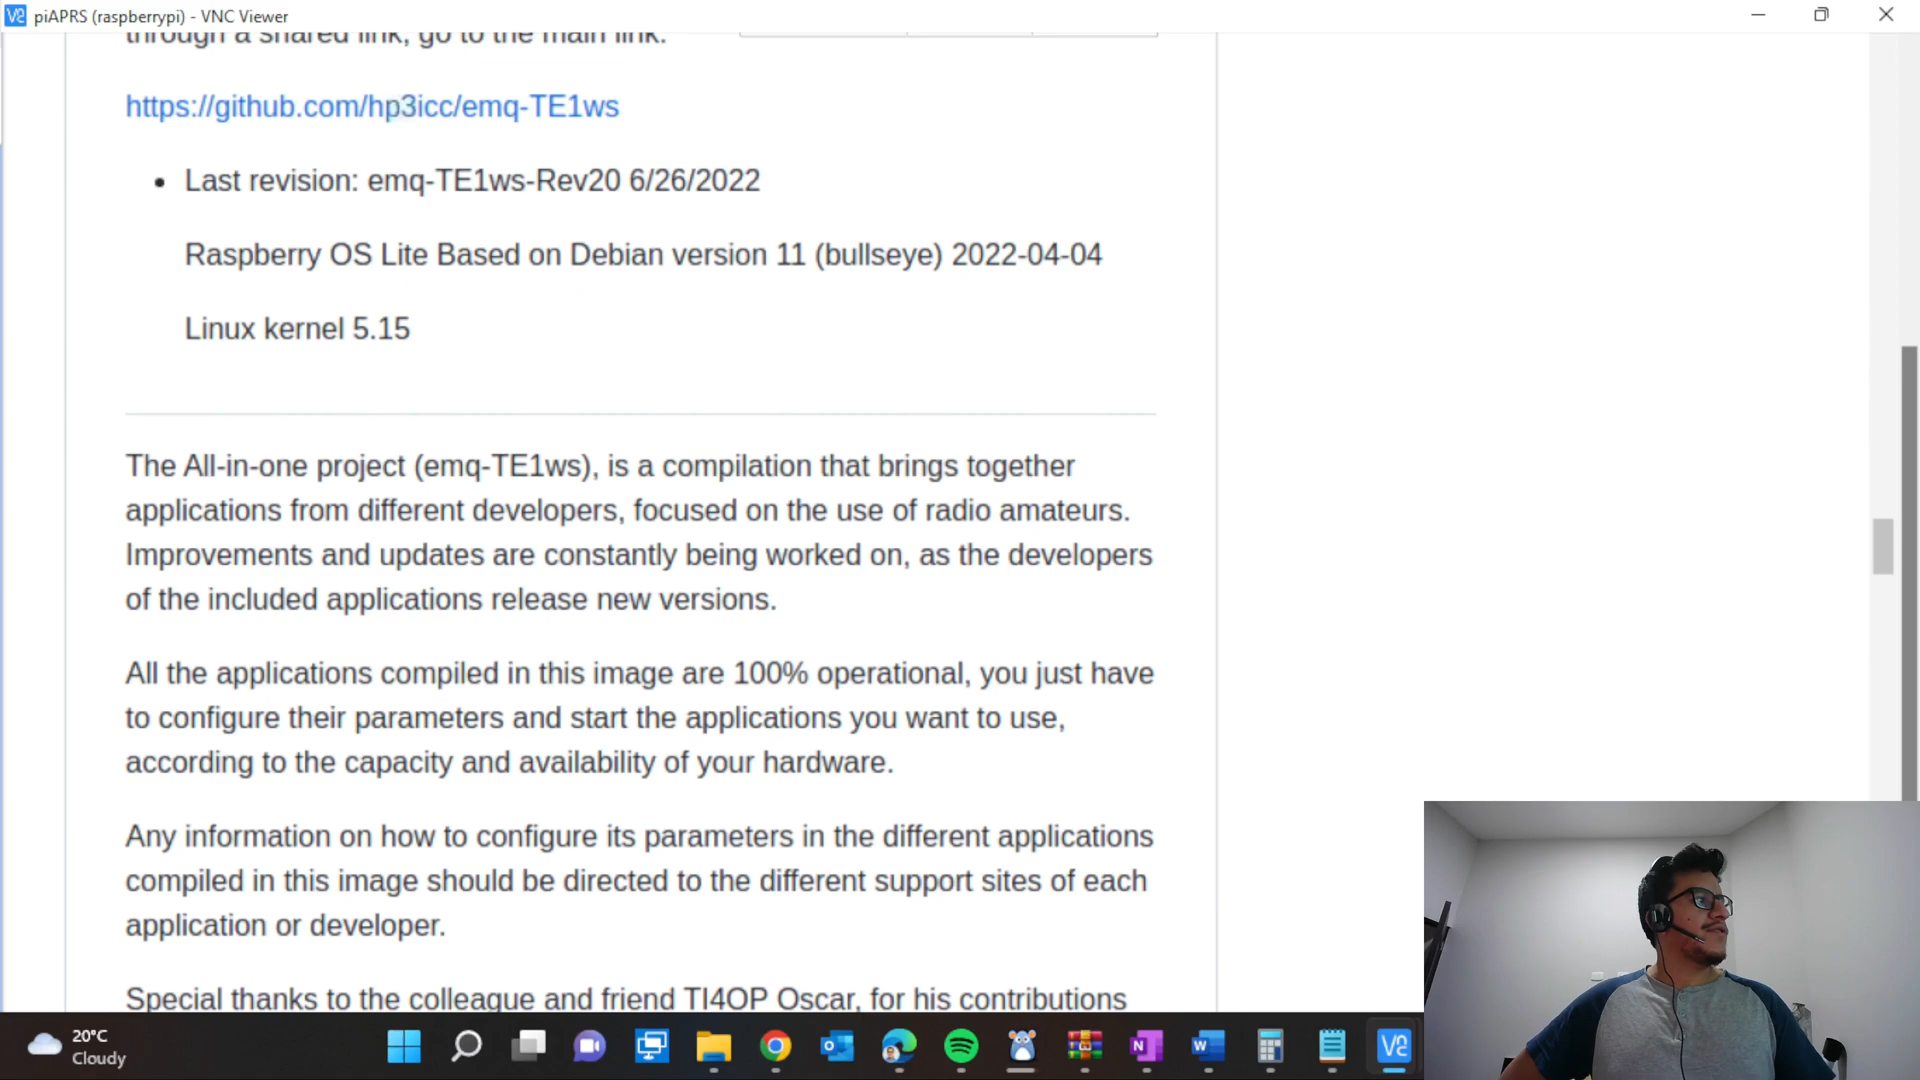 piAPRS (raspberrypi) - VNC Viewer
through a shared link, go to the main link.
https://github.com/hp3icc/emq-TE1ws
• Last revision: emq-TE1ws-Rev20 6/26/2022
Raspberry OS Lite Based on Debian version 11 (bullseye) 2022-04-04
Linux kernel 5.15
The All-in-one project (emq-TE1ws), is a compilation that brings together
applications from different developers, focused on the use of radio amateurs.
Improvements and updates are constantly being worked on, as the developers
of the included applications release new versions.
All the applications compiled in this image are 100% operational, you just have
to configure their parameters and start the applications you want to use,
according to the capacity and availability of your hardware.
Any information on how to configure its parameters in the different applications
compiled in this image should be directed to the different support sites of each
application or developer.
Special thanks to the colleague and friend TI4OP Oscar, for his contributions
20°C
Cloudy